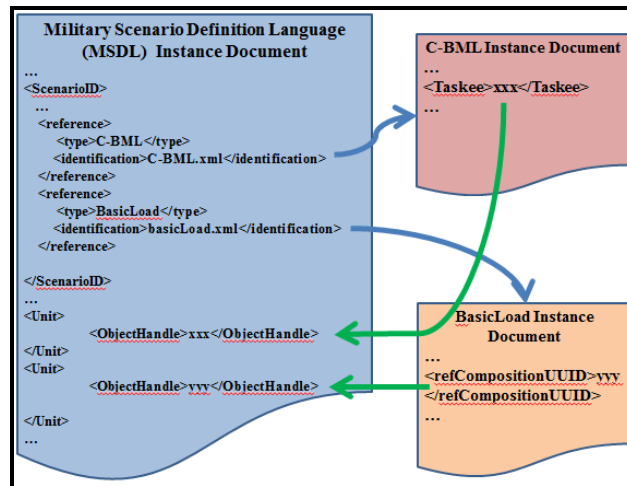 Military Scenario Definition Language
(MSDL) Instance Document
...
<ScenarioID>
...
<reference>
<type>C-BML</type>
<identification>C-BML.xml</identification>
</reference>
<reference>
<type>BasicLoad</type>
<identification>basicLoad.xml</identification>
</reference>
</ScenarioID>
...
<Unit>
<ObjectHandle>xxx</ObjectHandle>
</Unit>
<Unit>
<ObjectHandle>yyy</ObjectHandle>
</Unit>
...
C-BML Instance Document
...
<Taskee>xxx</Taskee>
...
BasicLoad Instance
Document
...
<refCompositionUUID>yyy
</refCompositionUUID>
...